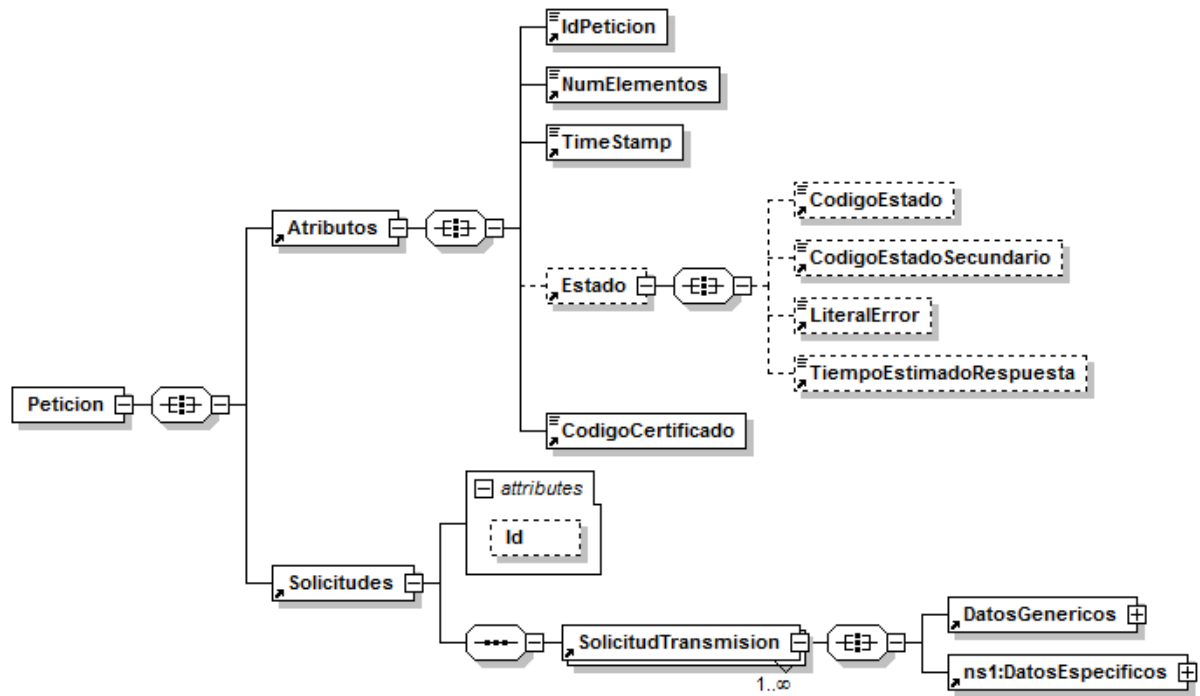 IdPeticion
NumElementos
TimeStamp
Atributos
CodigoEstado
CodigoEstadoSecundario
Estado
LiteralError
TiempoEstimadoRespuesta
Peticion
CodigoCertificado
attributes
Id
Solicitudes
SolicitudTransmision
1..∞
DatosGenericos
ns1:DatosEspecificos